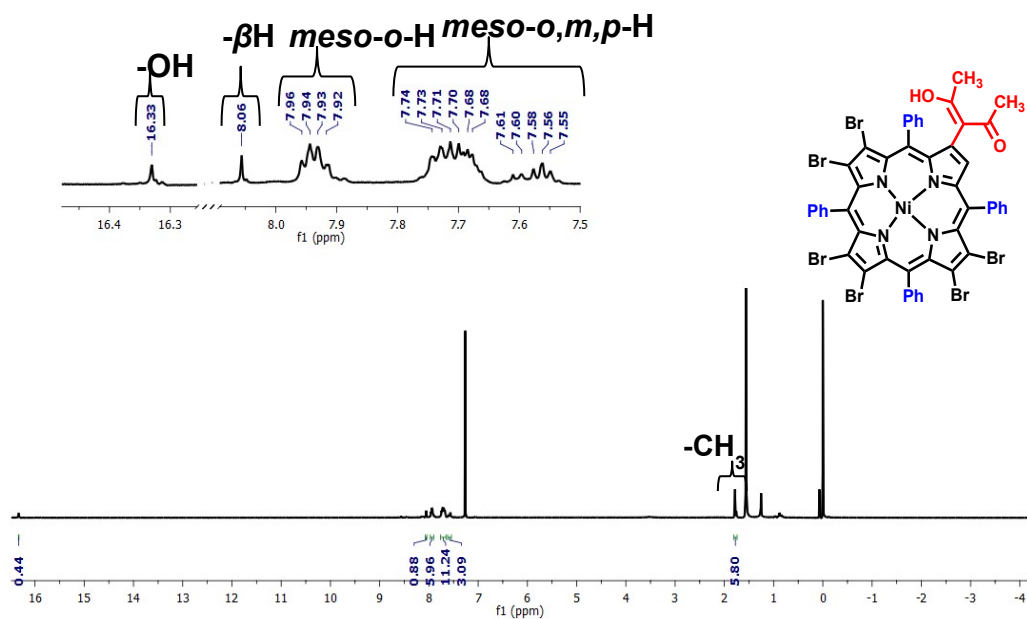 -OH
-βH
meso-o-H
meso-o,m,p-H
16.33
8.06
7.96
7.94
7.93
7.92
7.74
7.73
7.71
7.70
7.68
7.68
7.61
7.60
7.58
7.56
7.55
16.4
16.3
8.0
7.9
7.8
7.7
7.6
7.5
f1 (ppm)
f1 (ppm)
CH3
HO
CH3
O
Ph
Br
Br
N
N
Ph
Ni
Ph
N
N
Br
Br
Br
Br
Ph
-CH3
0.44
0.88
5.96
11.24
3.09
5.80
16 15 14 13 12 11 10 9 8 7 6 5 4 3 2 1 0 -1 -2 -3 -4
f1 (ppm)